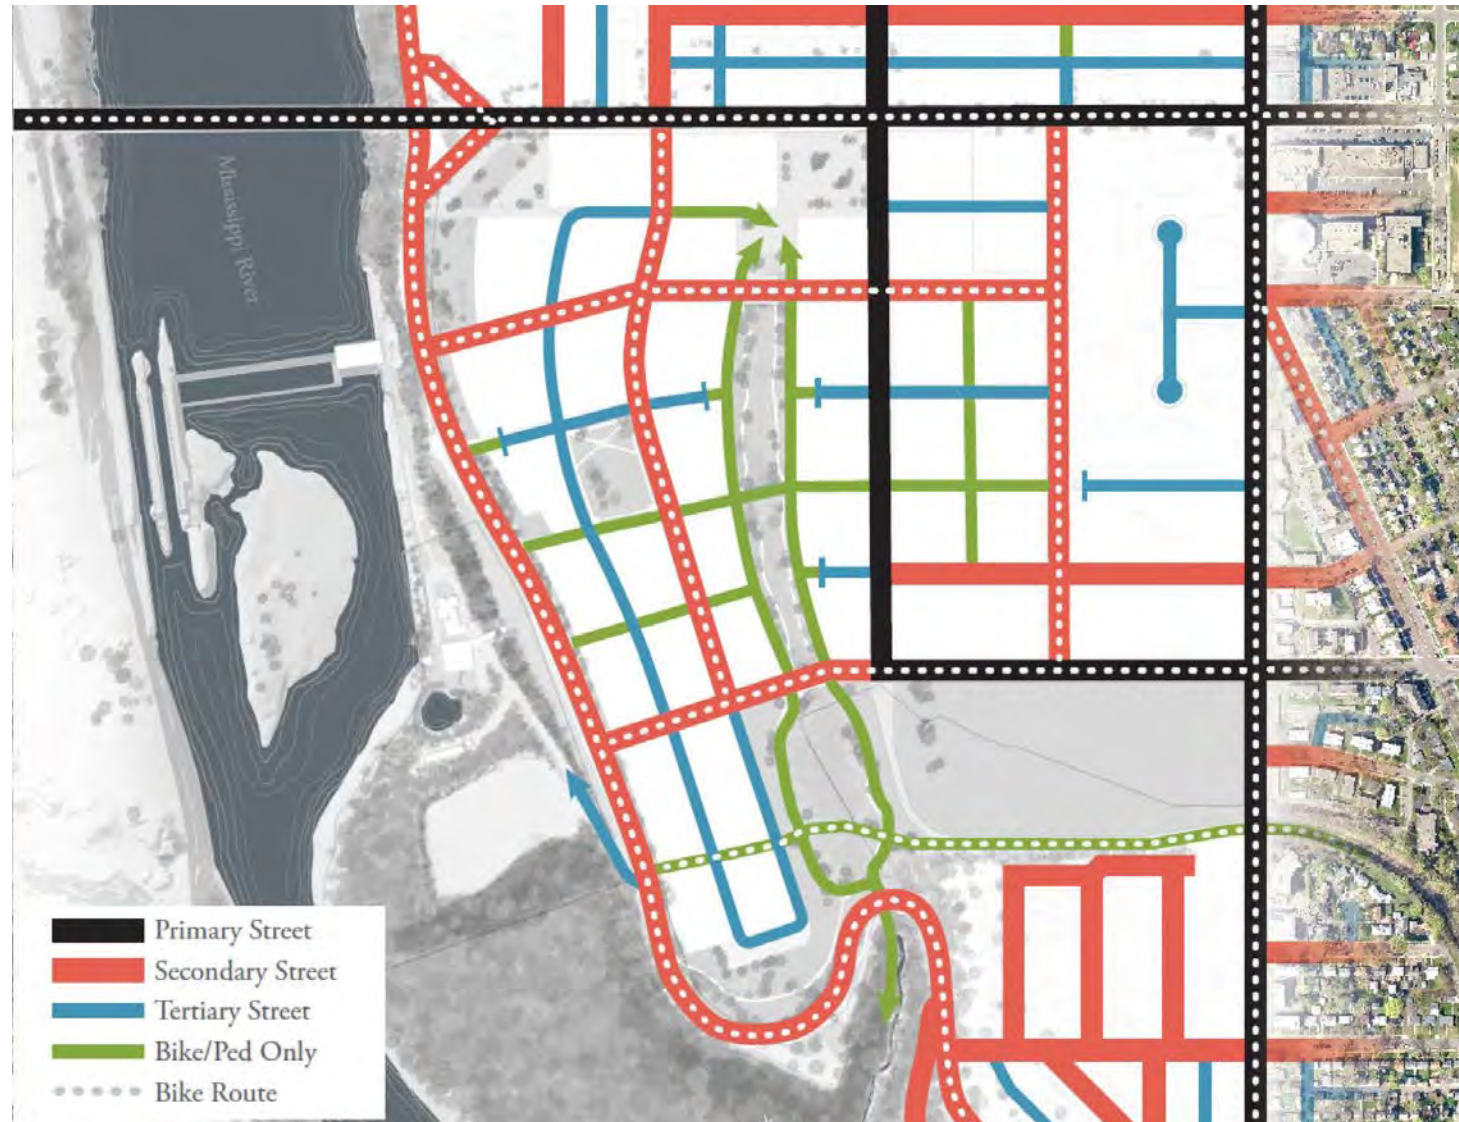 Mississippi River
Primary Street
Secondary Street
Tertiary Street
Bike/Ped Only
Bike Route